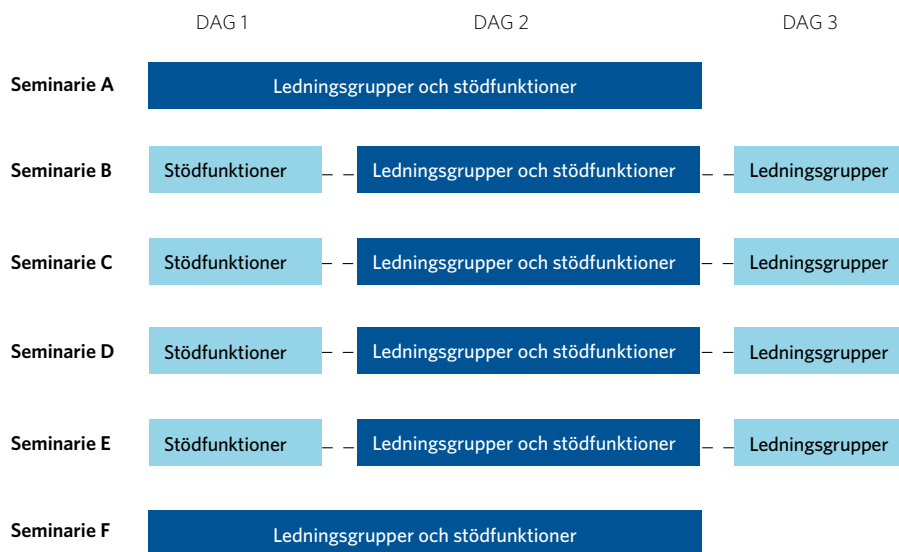 DAG 1 DAG 2 DAG 3
Seminarie A Ledningsgrupper och stödfunktioner
Seminarie B Stödfunktioner Ledningsgrupper och stödfunktioner Ledningsgrupper
Seminarie C Stödfunktioner Ledningsgrupper och stödfunktioner Ledningsgrupper
Seminarie D Stödfunktioner Ledningsgrupper och stödfunktioner Ledningsgrupper
Seminarie E Stödfunktioner Ledningsgrupper och stödfunktioner Ledningsgrupper
Seminarie F Ledningsgrupper och stödfunktioner